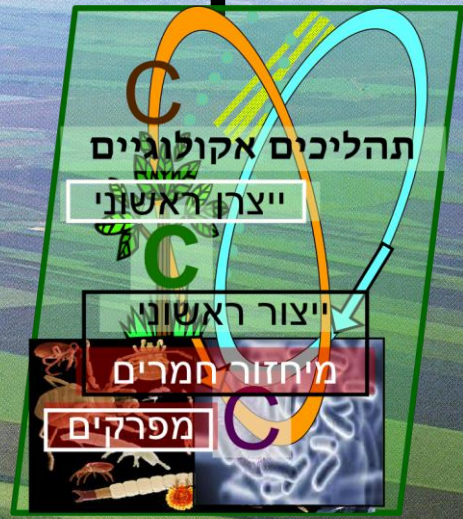 C
תהליכים אקולוגיים
ייצרן ראשוני
C
ייצור ראשוני
מיחזור חמרים
מפרקים
C